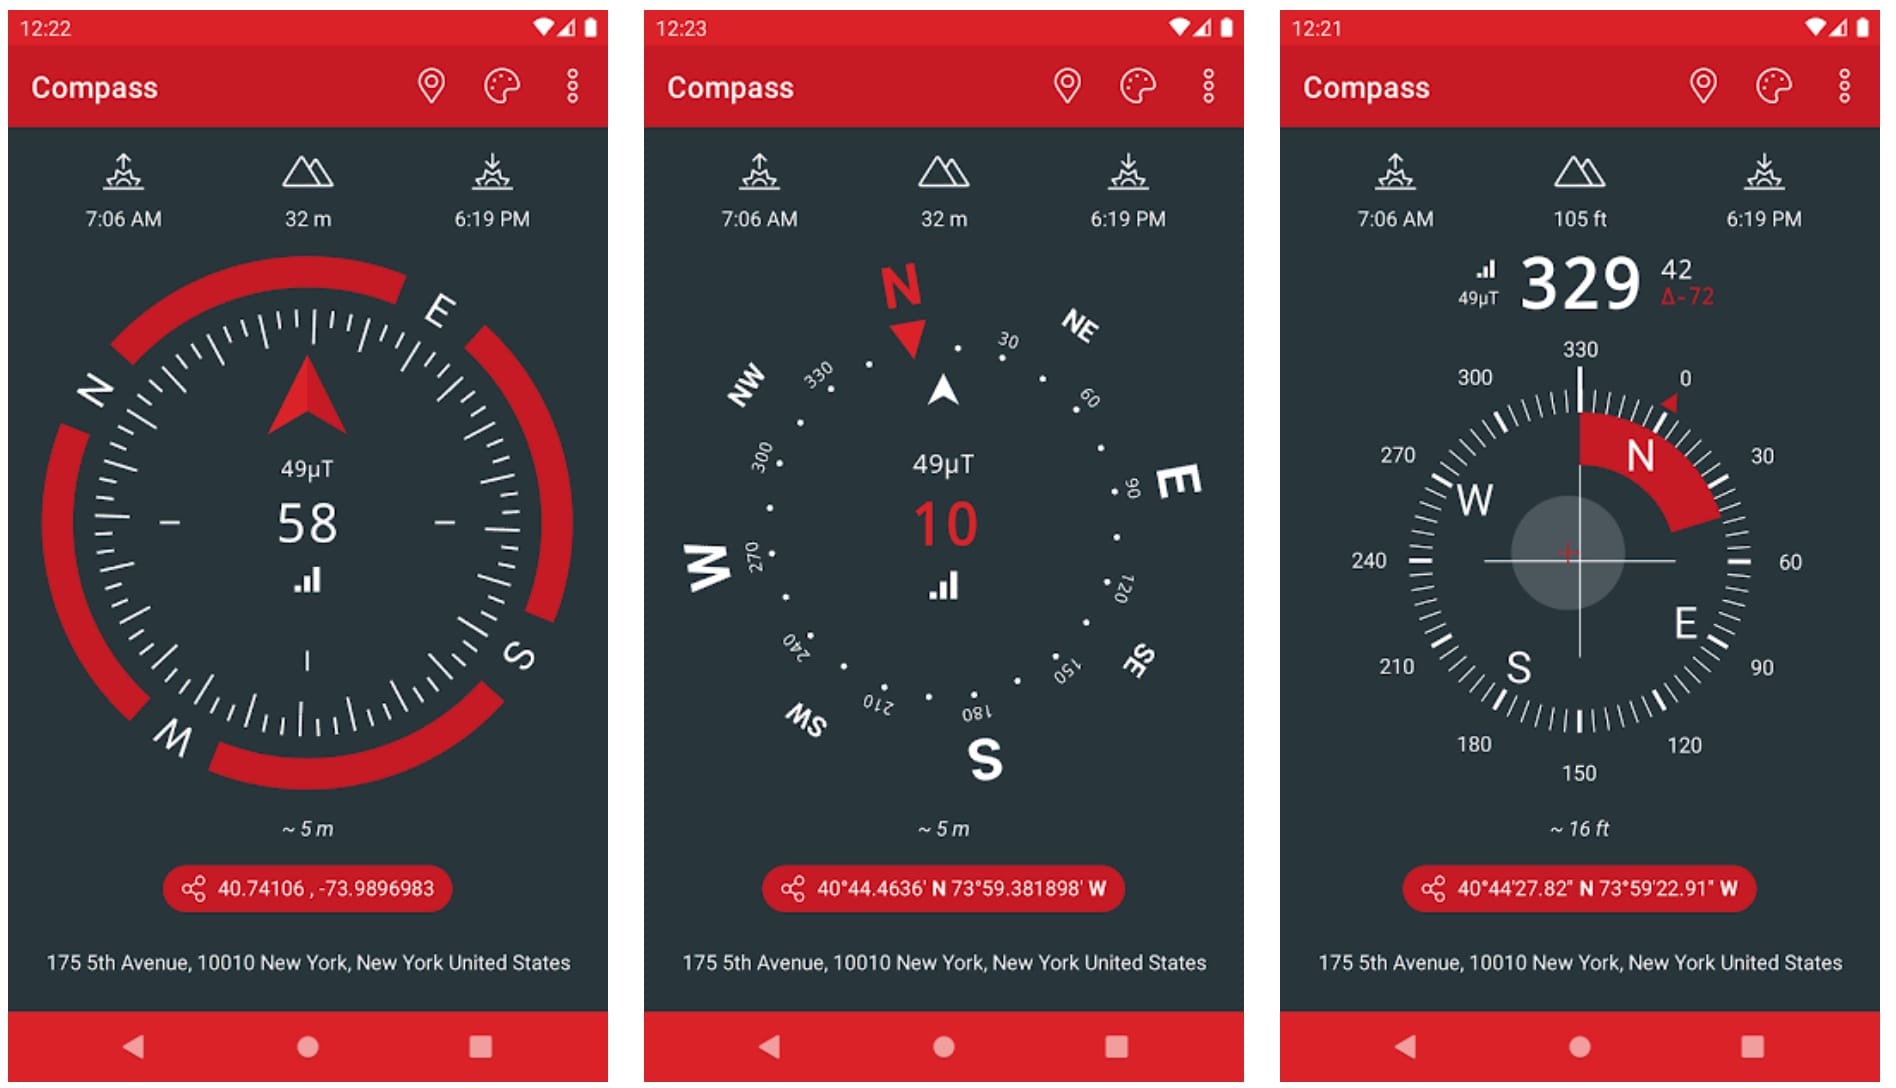 12:22
Compass
7:06 AM 32 m 6:19 PM
N E S W
49µT
58
~ 5 m
40.74106 , -73.9896983
175 5th Avenue, 10010 New York, New York United States
12:23
Compass
7:06 AM 32 m 6:19 PM
N
NE
E
SE
S
SW
W
NW
30
60
90
120
150
180
210
240
270
300
330
49µT
10
~ 5 m
40°44.4636' N 73°59.381898' W
175 5th Avenue, 10010 New York, New York United States
12:21
Compass
7:06 AM 105 ft 6:19 PM
49µT 329 42
Δ-72
330
300 0
270 30
240 60
210 90
180 120
150
N
W
E
S
~ 16 ft
40°44'27.82" N 73°59'22.91" W
175 5th Avenue, 10010 New York, New York United States